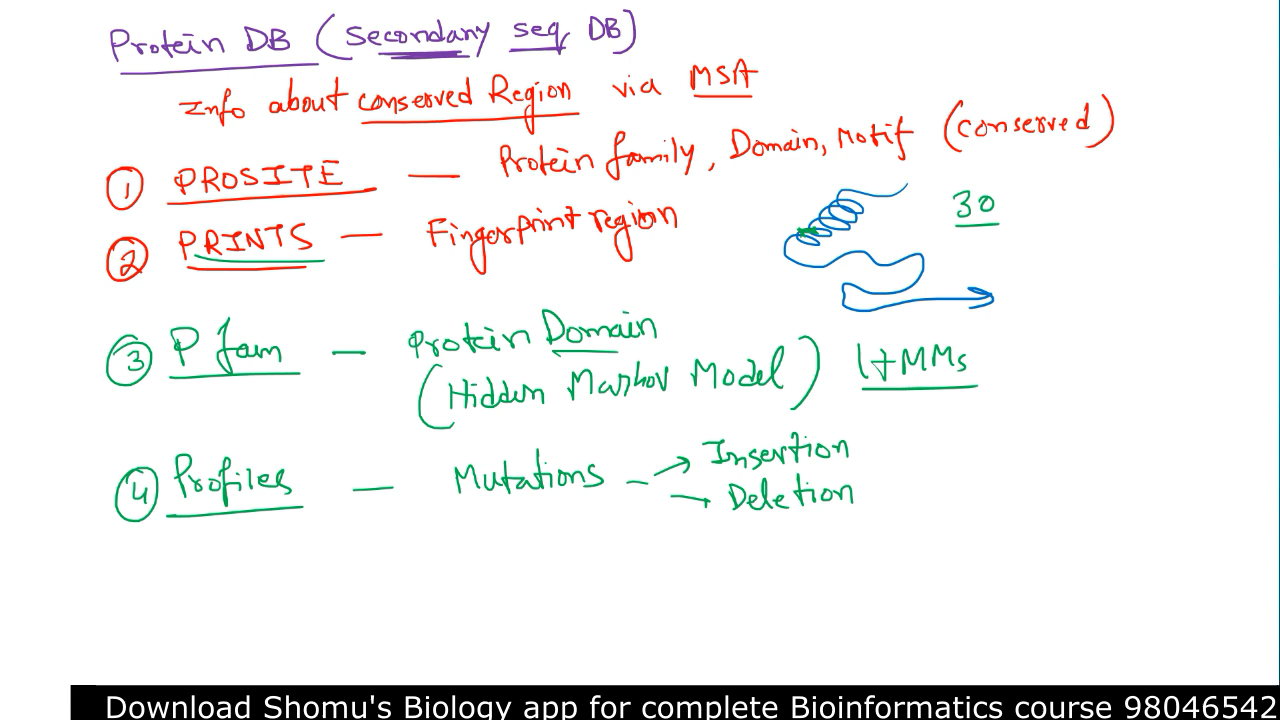 Protein DB (Secondary seq DB)
Info about conserved Region via MSA
① PROSITE — Protein family, Domain, Motif (conserved)
30
② PRINTS — Fingerprint region
③ Pfam — Protein Domain
(Hidden Markov Model) HMMs
④ Profiles — Mutations → Insertion
→ Deletion
Download Shomu's Biology app for complete Bioinformatics course 98046542